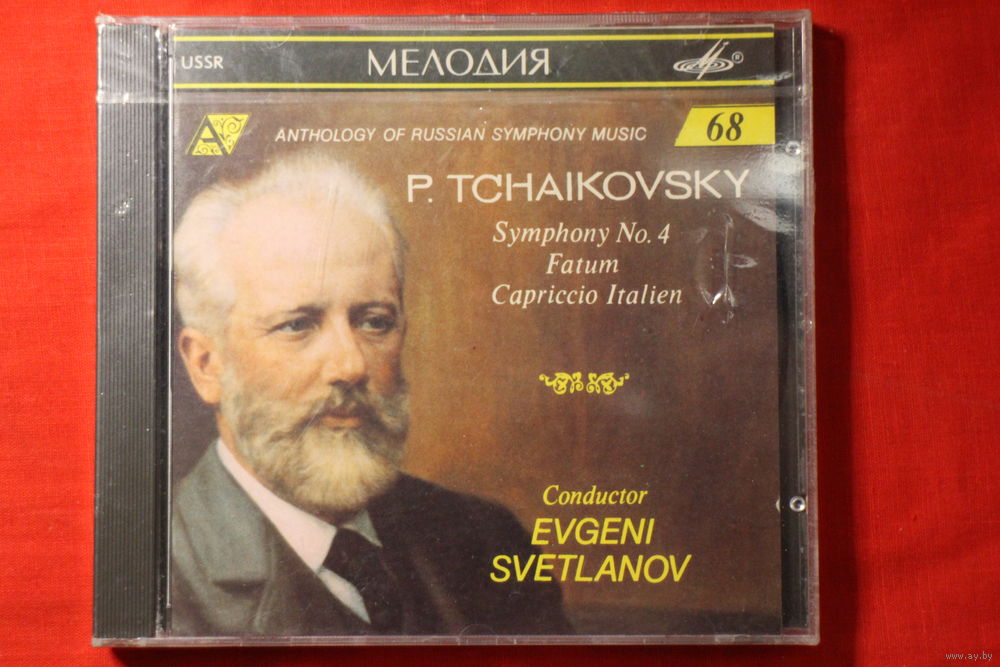 USSR
МЕЛОДИЯ
A
ANTHOLOGY OF RUSSIAN SYMPHONY MUSIC
68
P. TCHAIKOVSKY
Symphony No. 4
Fatum
Capriccio Italien
Conductor
EVGENI
SVETLANOV
www.ay.by